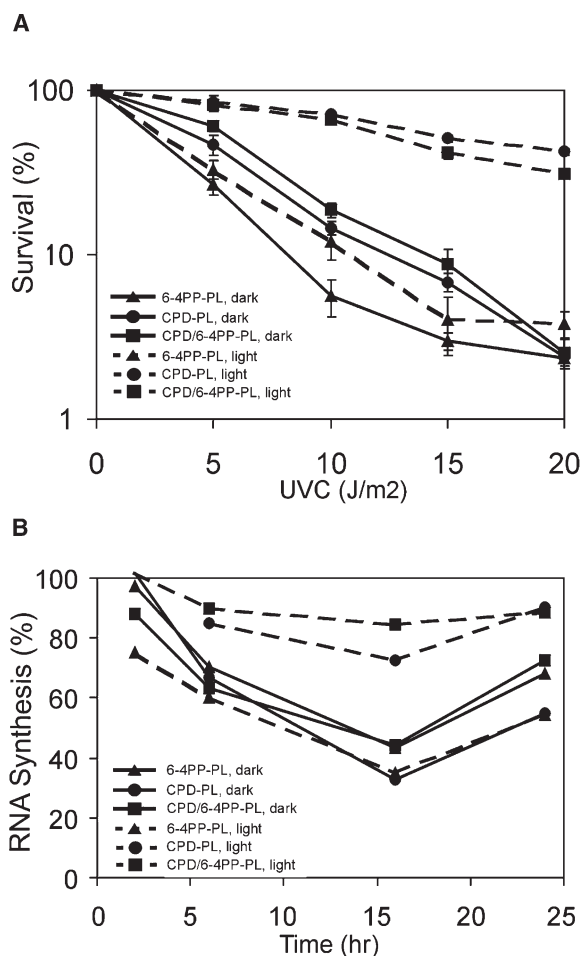 A
Survival (%)
100
10
1
6-4PP-PL, dark
CPD-PL, dark
CPD/6-4PP-PL, dark
6-4PP-PL, light
CPD-PL, light
CPD/6-4PP-PL, light
0 5 10 15 20
UVC (J/m2)
B
RNA Synthesis (%)
100
80
60
40
20
0
6-4PP-PL, dark
CPD-PL, dark
CPD/6-4PP-PL, dark
6-4PP-PL, light
CPD-PL, light
CPD/6-4PP-PL, light
0 5 10 15 20 25
Time (hr)